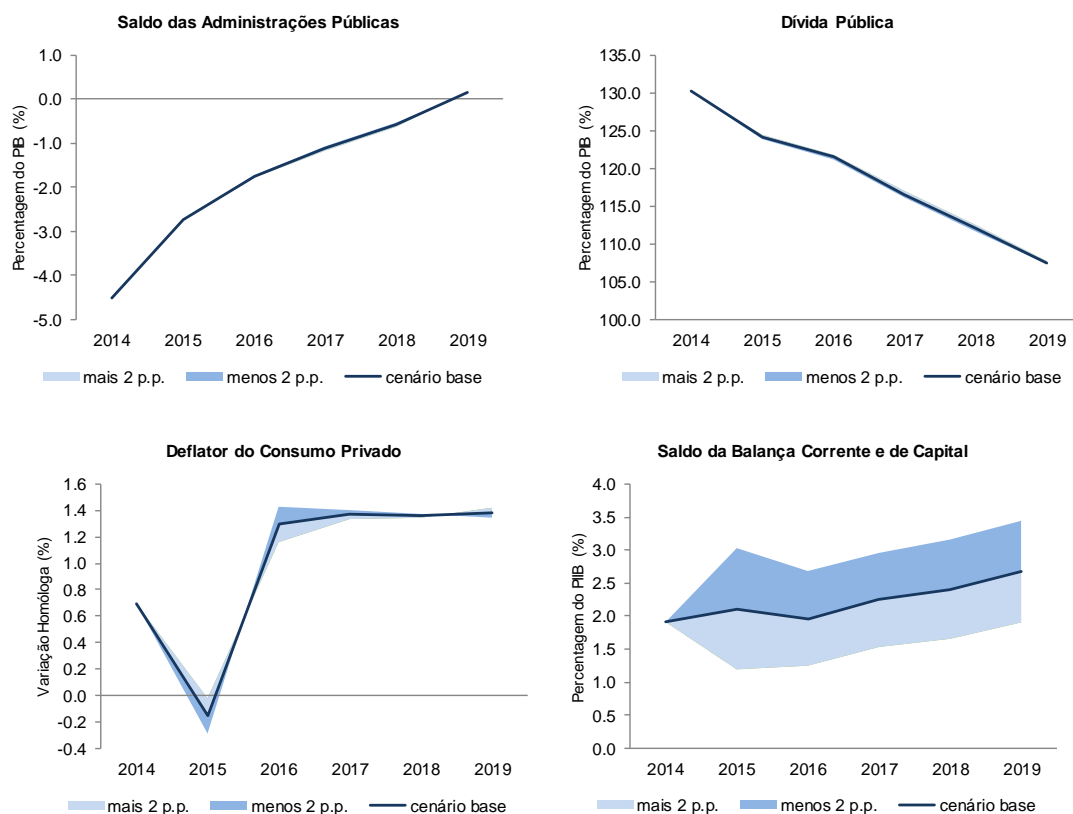 Saldo das Administrações Públicas
Percentagem do PIB (%)
1.0
0.0
-1.0
-2.0
-3.0
-4.0
-5.0
2014 2015 2016 2017 2018 2019
mais 2 p.p. menos 2 p.p. cenário base
Dívida Pública
Percentagem do PIB (%)
135.0
130.0
125.0
120.0
115.0
110.0
105.0
100.0
2014 2015 2016 2017 2018 2019
mais 2 p.p. menos 2 p.p. cenário base
Deflator do Consumo Privado
Variação Homóloga (%)
1.6
1.4
1.2
1.0
0.8
0.6
0.4
0.2
0.0
-0.2
-0.4
2014 2015 2016 2017 2018 2019
mais 2 p.p. menos 2 p.p. cenário base
Saldo da Balança Corrente e de Capital
Percentagem do PIIB (%)
4.0
3.5
3.0
2.5
2.0
1.5
1.0
0.5
0.0
2014 2015 2016 2017 2018 2019
mais 2 p.p. menos 2 p.p. cenário base